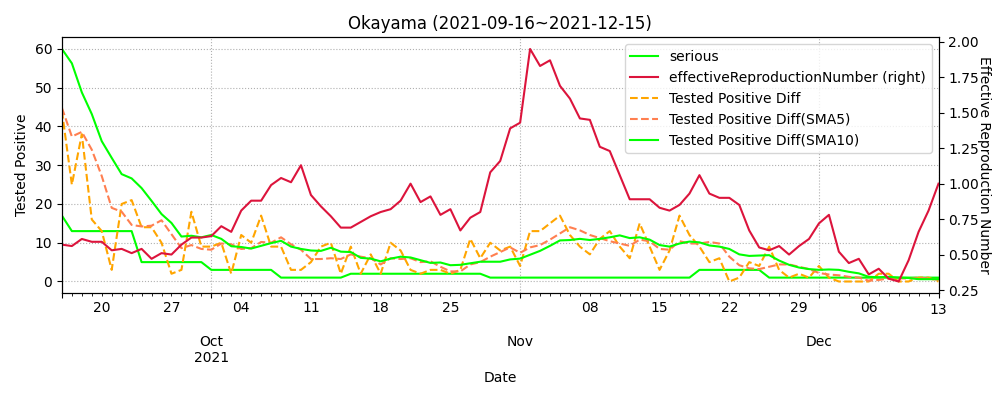 Okayama (2021-09-16~2021-12-15)
serious
effectiveReproductionNumber (right)
Tested Positive Diff
Tested Positive Diff(SMA5)
Tested Positive Diff(SMA10)
Tested Positive
60
50
40
30
20
10
0
2.00
1.75
1.50
1.25
1.00
0.75
0.50
0.25
Effective Reproduction Number
20 27 04 11 18 25 08 15 22 29 06 13
Oct Nov Dec
2021
Date